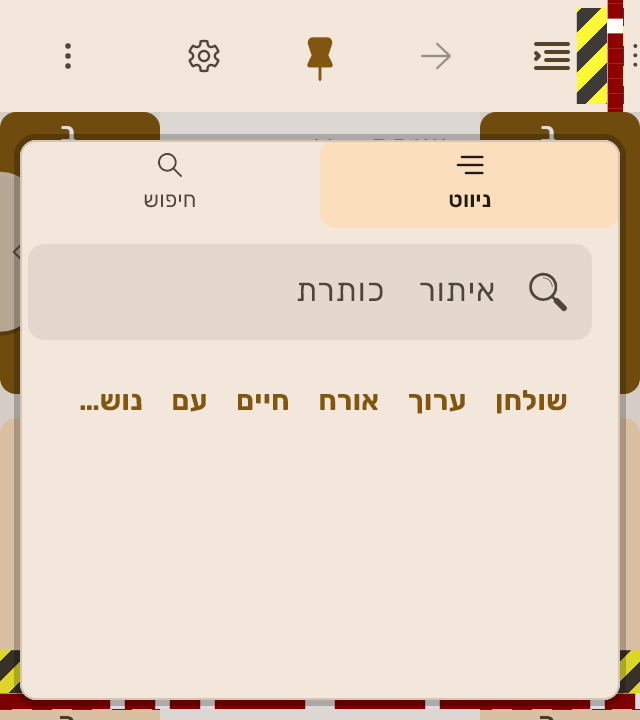 ניווט
חיפוש
איתור כותרת
שולחן ערוך אורח חיים עם נוש...